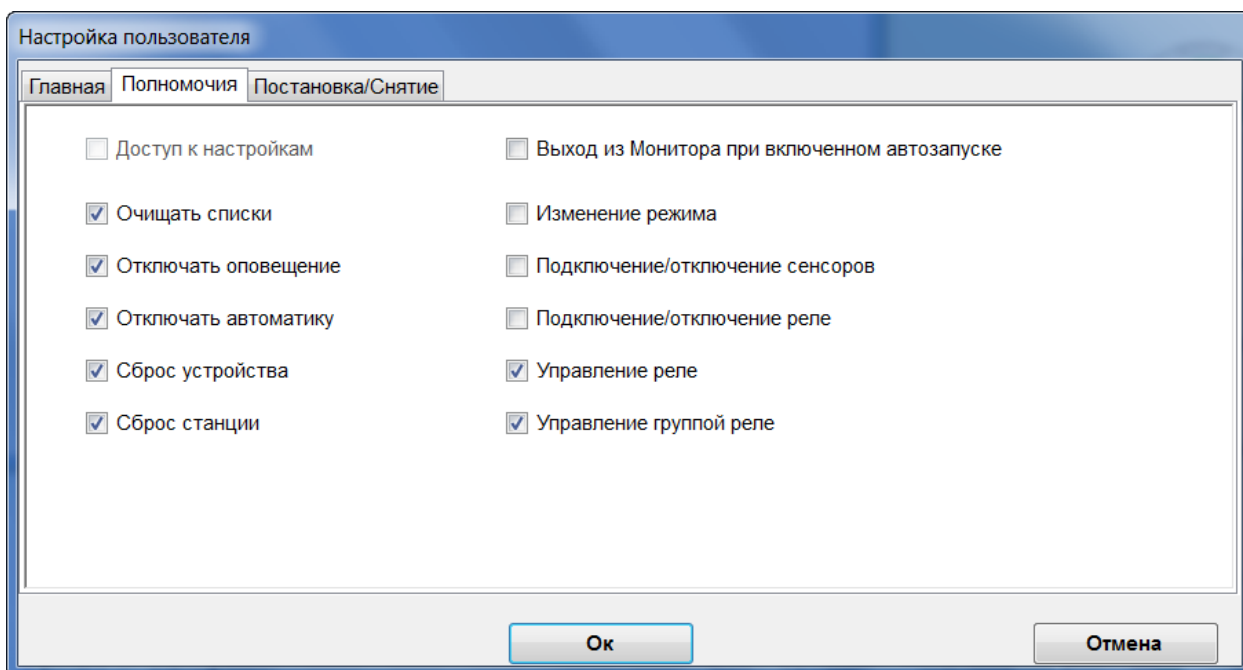 Настройка пользователя
Главная Полномочия Постановка/Снятие
Доступ к настройкам Выход из Монитора при включенном автозапуске
Очищать списки Изменение режима
Отключать оповещение Подключение/отключение сенсоров
Отключать автоматику Подключение/отключение реле
Сброс устройства Управление реле
Сброс станции Управление группой реле
Ок Отмена